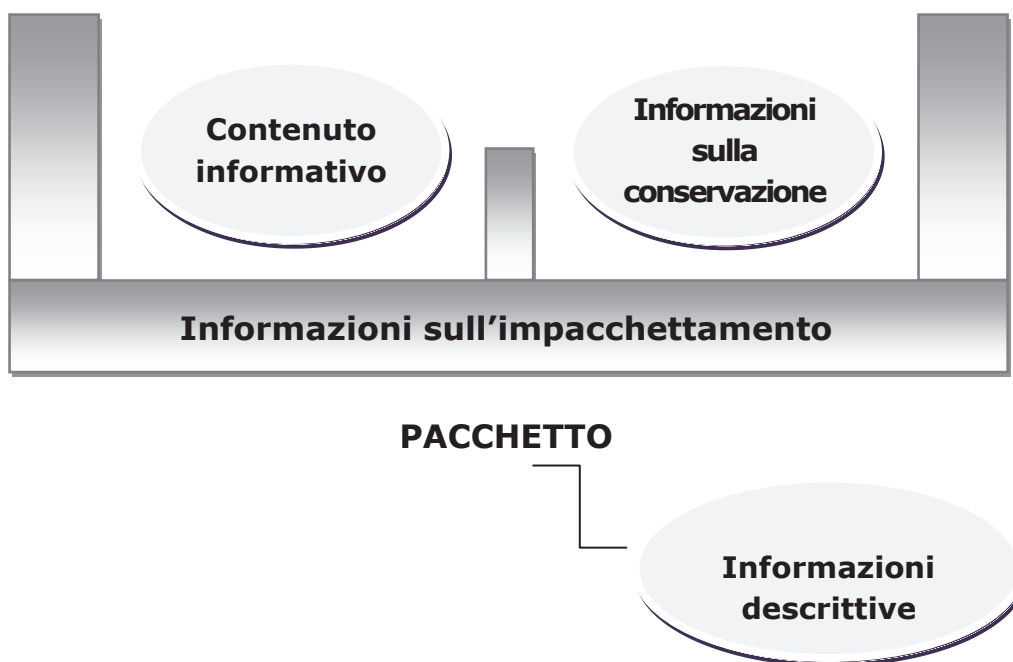 Contenuto
informativo
Informazioni
sulla
conservazione
Informazioni sull’impacchettamento
PACCHETTO
Informazioni
descrittive